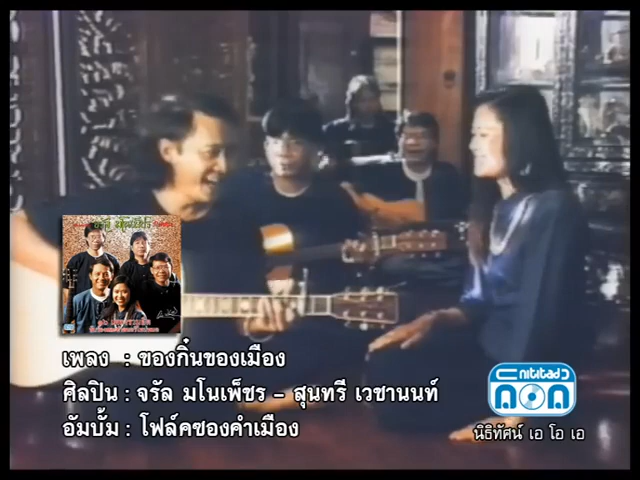 เพลง : ของกิ๋นของเมือง
ศิลปิน : จรัล มโนเพ็ชร – สุนทรี เวชานนท์
อัมบั้ม : โฟล์คซองคำเมือง
nititad
นิธิทัศน์ เอ โอ เอ